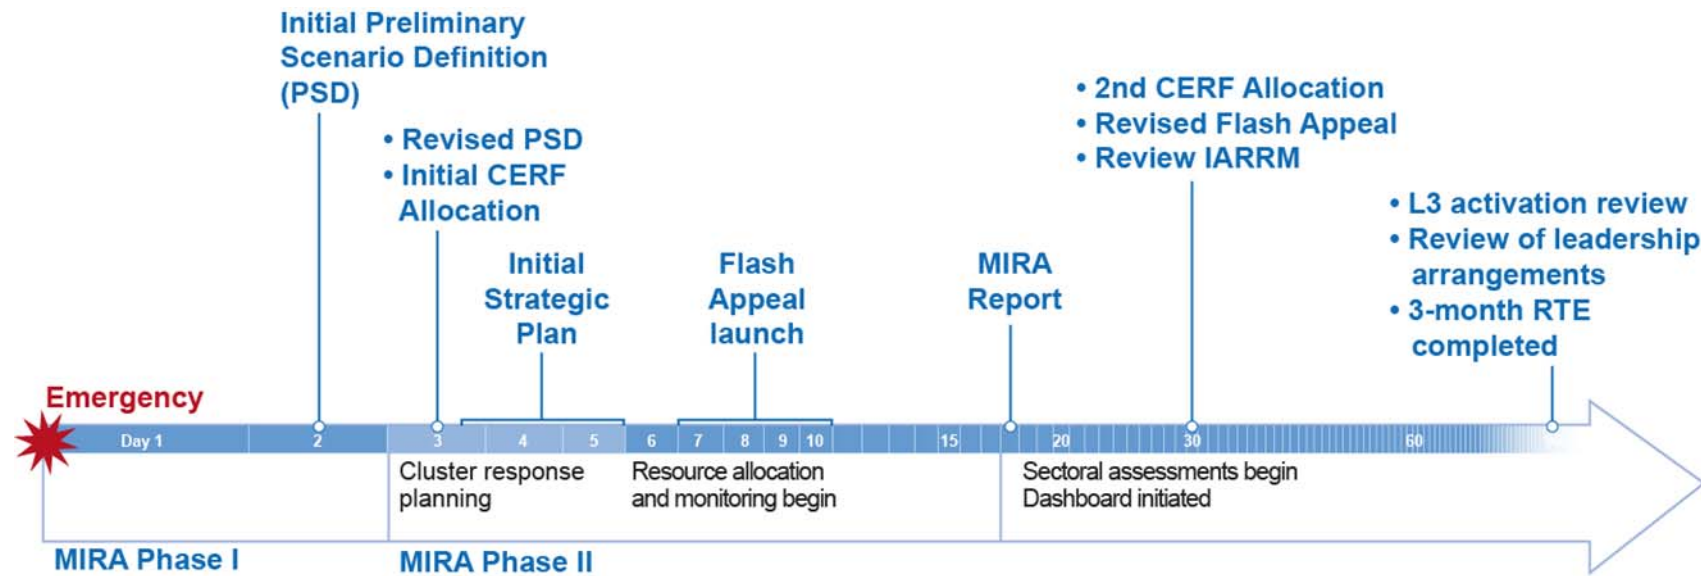 Initial Preliminary
Scenario Definition
(PSD)
• Revised PSD
• Initial CERF
Allocation
Initial
Strategic
Plan
Flash
Appeal
launch
MIRA
Report
• 2nd CERF Allocation
• Revised Flash Appeal
• Review IARRM
• L3 activation review
• Review of leadership
arrangements
• 3-month RTE
completed
Emergency
Day 1 2 3 4 5 6 7 8 9 10 15 20 30 60
Cluster response
planning
Resource allocation
and monitoring begin
Sectoral assessments begin
Dashboard initiated
MIRA Phase I
MIRA Phase II